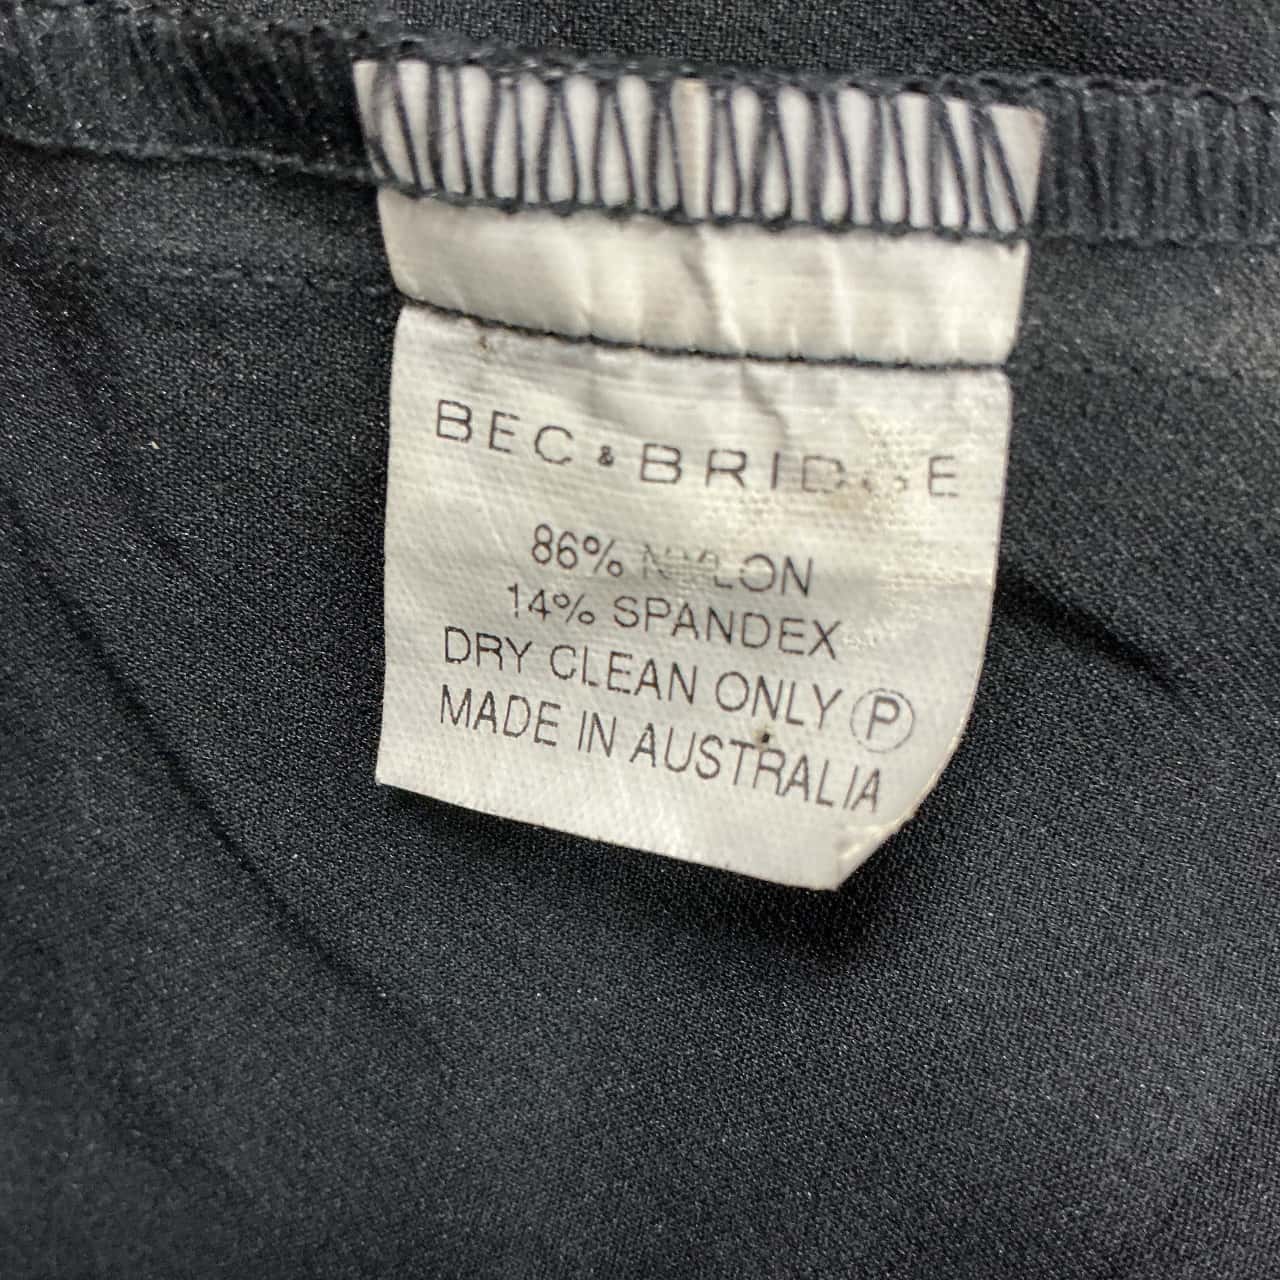 BEC & BRIDGE
86% NYLON
14% SPANDEX
DRY CLEAN ONLY Ⓟ
MADE IN AUSTRALIA